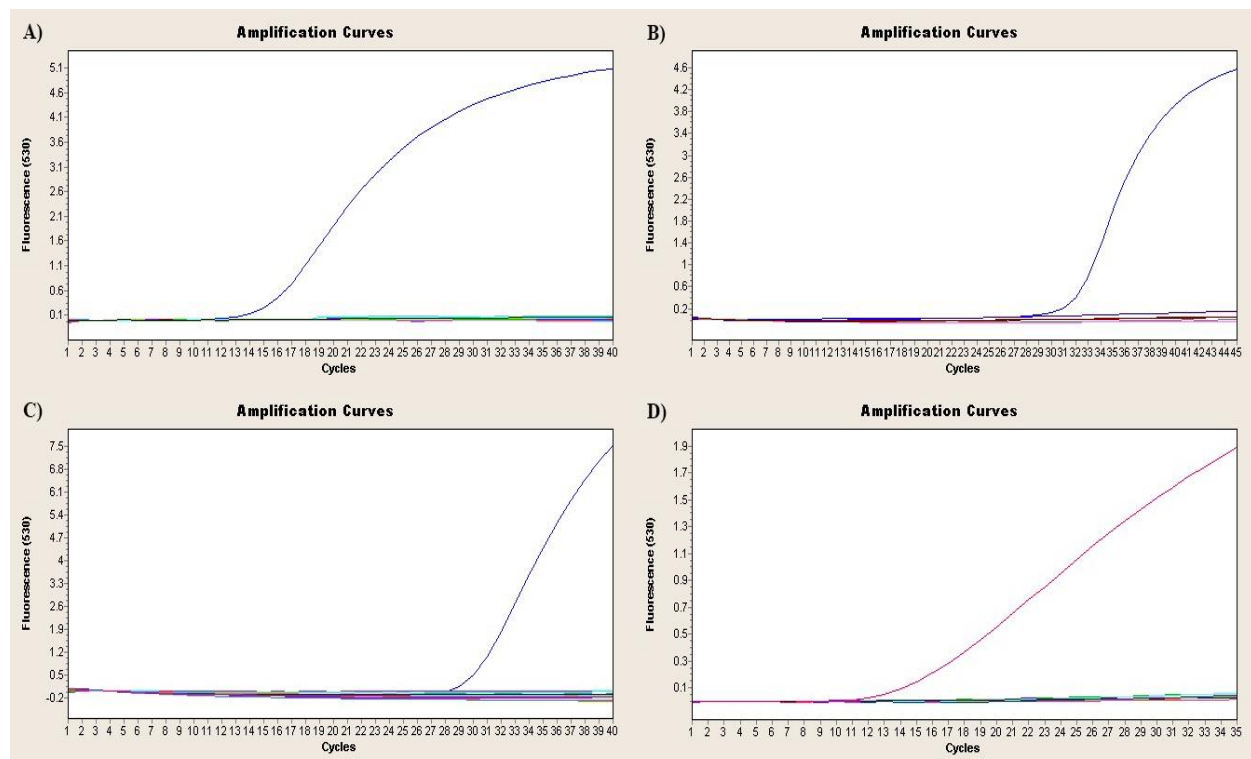 A)
Amplification Curves
Fluorescence (530)
5.1
4.6
4.1
3.6
3.1
2.6
2.1
1.6
1.1
0.6
0.1
1 2 3 4 5 6 7 8 9 10 11 12 13 14 15 16 17 18 19 20 21 22 23 24 25 26 27 28 29 30 31 32 33 34 35 36 37 38 39 40
Cycles
B)
Amplification Curves
Fluorescence (530)
4.6
4.2
3.8
3.4
3
2.6
2.2
1.8
1.4
1
0.6
0.2
1 2 3 4 5 6 7 8 9 10 11 12 13 14 15 16 17 18 19 20 21 22 23 24 25 26 27 28 29 30 31 32 33 34 35 36 37 38 39 40 41 42 43 44 45
Cycles
C)
Amplification Curves
Fluorescence (530)
7.5
6.8
6.1
5.4
4.7
4
3.3
2.6
1.9
1.2
0.5
-0.2
1 2 3 4 5 6 7 8 9 10 11 12 13 14 15 16 17 18 19 20 21 22 23 24 25 26 27 28 29 30 31 32 33 34 35 36 37 38 39 40
Cycles
D)
Amplification Curves
Fluorescence (530)
1.9
1.7
1.5
1.3
1.1
0.9
0.7
0.5
0.3
0.1
1 2 3 4 5 6 7 8 9 10 11 12 13 14 15 16 17 18 19 20 21 22 23 24 25 26 27 28 29 30 31 32 33 34 35
Cycles